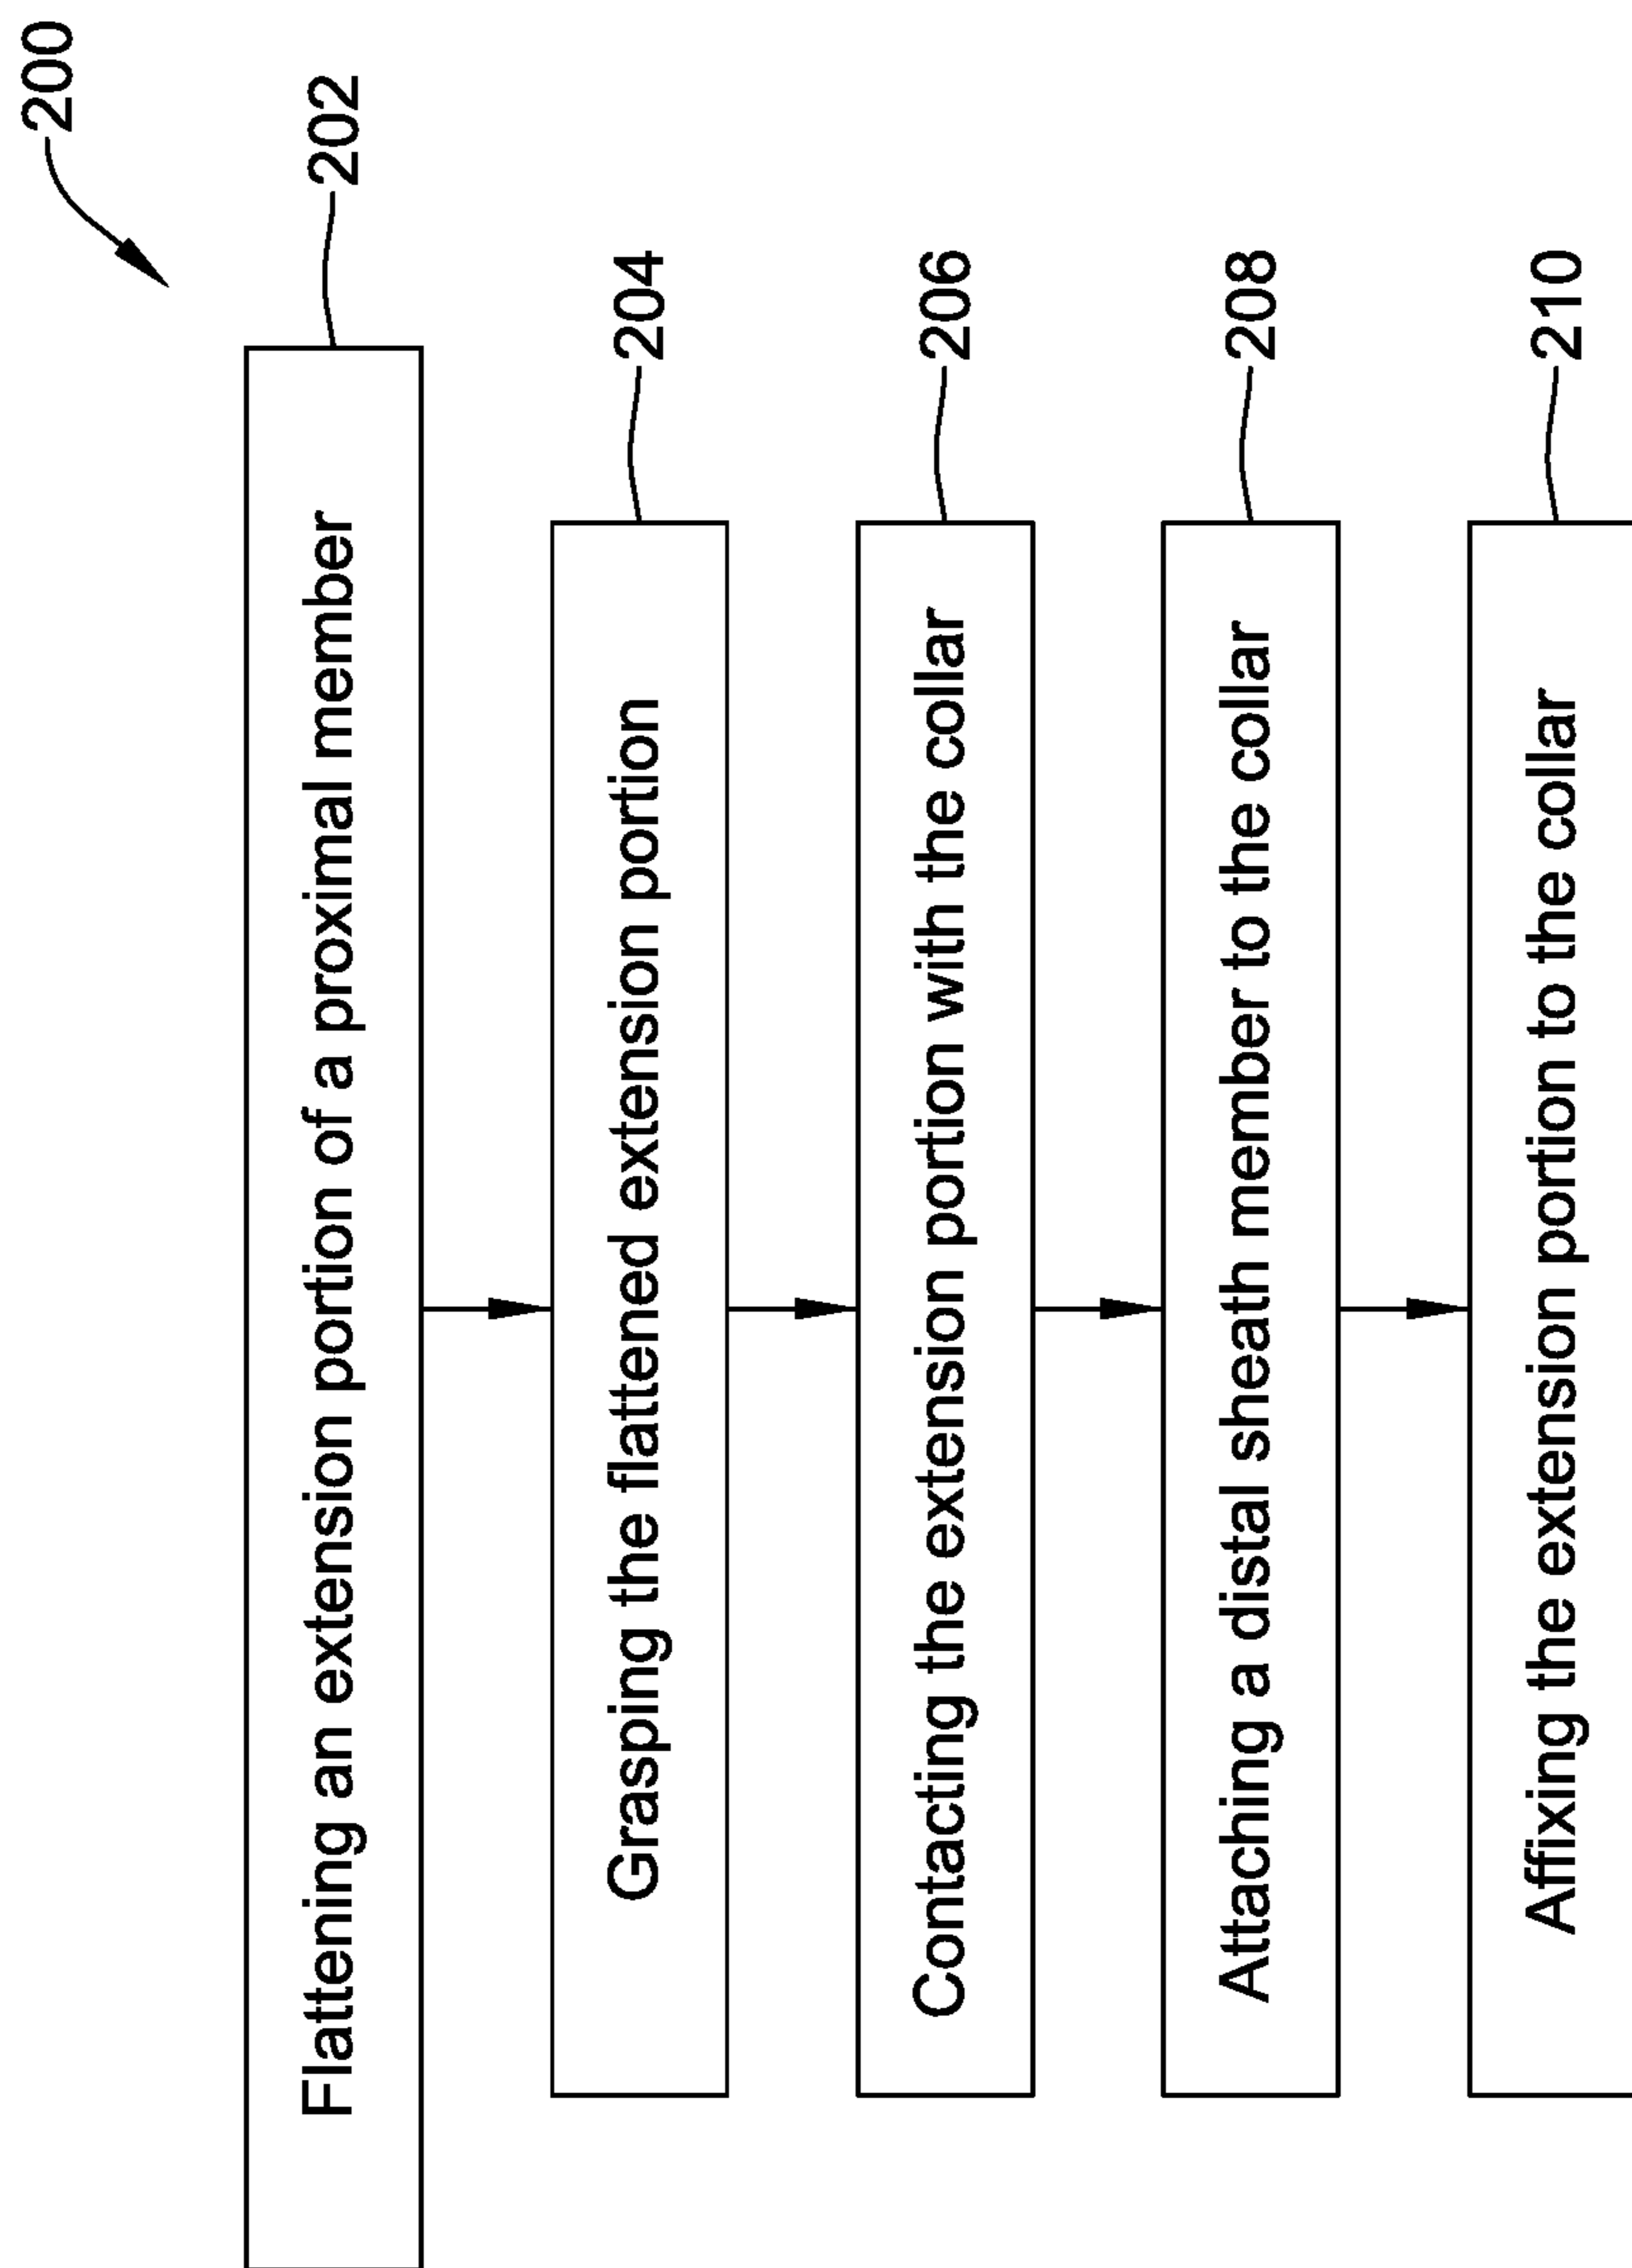 200
Flattening an extension portion of a proximal member
202
Grasping the flattened extension portion
204
Contacting the extension portion with the collar
206
Attaching a distal sheath member to the collar
208
Affixing the extension portion to the collar
210